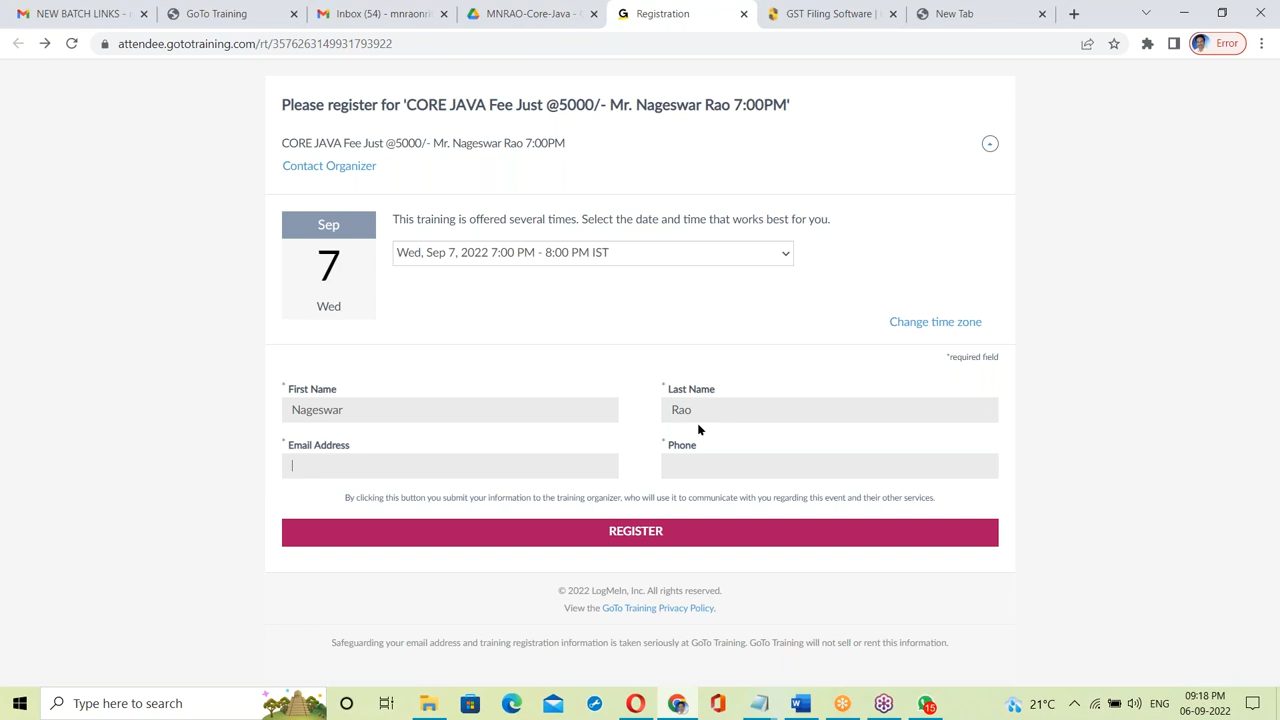 NEW BATCH LINKS -
GoTo Training
Inbox (314) - mnraonri
MNRAO-Core-Java -
Registration
GST Filing Software | C
New Tab
attendee.gototraining.com/rt/3576263149931793922
Error
Please register for 'CORE JAVA Fee Just @5000/- Mr. Nageswar Rao 7:00PM'
CORE JAVA Fee Just @5000/- Mr. Nageswar Rao 7:00PM
Contact Organizer
Sep
7
Wed
This training is offered several times. Select the date and time that works best for you.
Wed, Sep 7, 2022 7:00 PM - 8:00 PM IST
Change time zone
*required field
* First Name
Nageswar
* Last Name
Rao
* Email Address
* Phone
By clicking this button you submit your information to the training organizer, who will use it to communicate with you regarding this event and their other services.
REGISTER
© 2022 LogMeIn, Inc. All rights reserved.
View the GoTo Training Privacy Policy.
Safeguarding your email address and training registration information is taken seriously at GoTo Training. GoTo Training will not sell or rent this information.
Type here to search
15
21°C
ENG
09:18 PM
06-09-2022